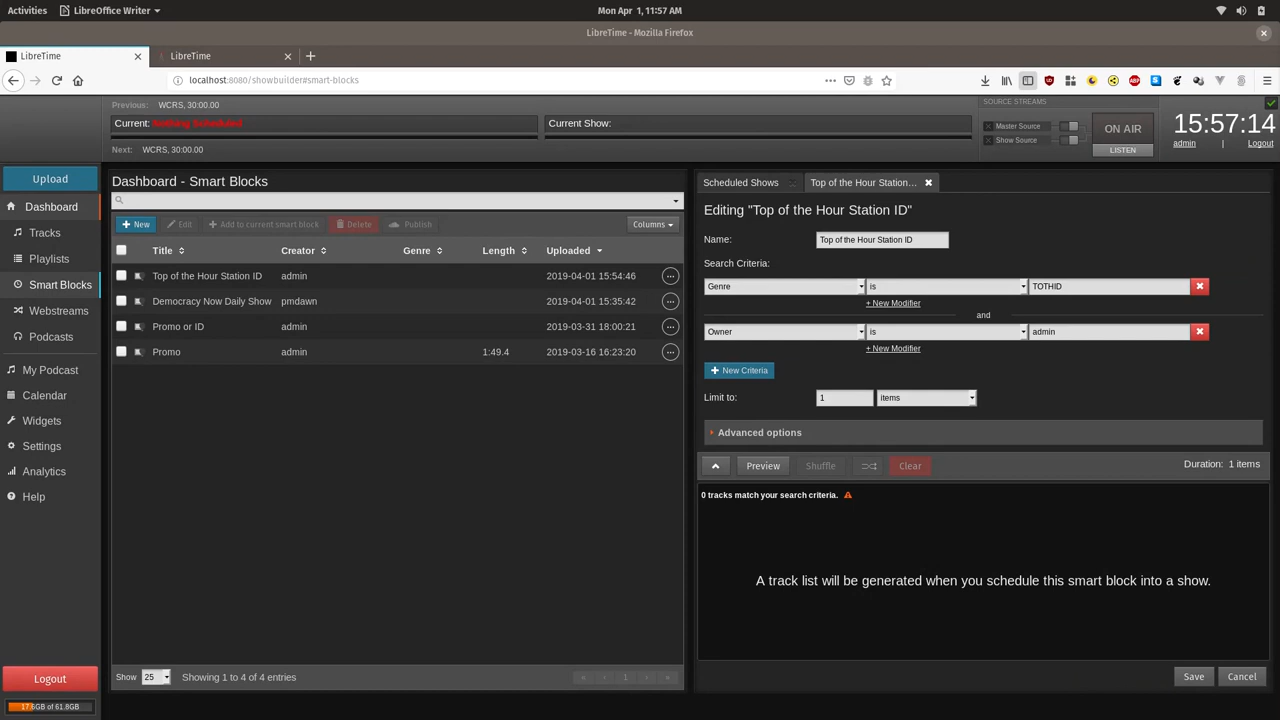 Activities LibreOffice Writer Mon Apr 1, 11:57 AM
LibreTime - Mozilla Firefox
LibreTime LibreTime
localhost:8080/showbuilder#smart-blocks
Previous: WCRS, 30:00.00
Current: Nothing Scheduled
Current Show:
Next: WCRS, 30:00.00
SOURCE STREAMS
Master Source
Show Source
ON AIR
LISTEN
15:57:14
admin | Logout
Upload
Dashboard
Tracks
Playlists
Smart Blocks
Webstreams
Podcasts
My Podcast
Calendar
Widgets
Settings
Analytics
Help
Logout
17.6GB of 61.8GB
Dashboard - Smart Blocks
New Edit Add to current smart block Delete Publish Columns
Title Creator Genre Length Uploaded
Top of the Hour Station ID admin 2019-04-01 15:54:46
Democracy Now Daily Show pmdawn 2019-04-01 15:35:42
Promo or ID admin 2019-03-31 18:00:21
Promo admin 1:49.4 2019-03-16 16:23:20
Show 25 Showing 1 to 4 of 4 entries
« ‹ 1 › »
Scheduled Shows Top of the Hour Station...
Editing "Top of the Hour Station ID"
Name: Top of the Hour Station ID
Search Criteria:
Genre is TOTHID
+ New Modifier
and
Owner is admin
+ New Modifier
New Criteria
Limit to: 1 items
Advanced options
Preview Shuffle Clear Duration: 1 items
0 tracks match your search criteria.
A track list will be generated when you schedule this smart block into a show.
Save Cancel